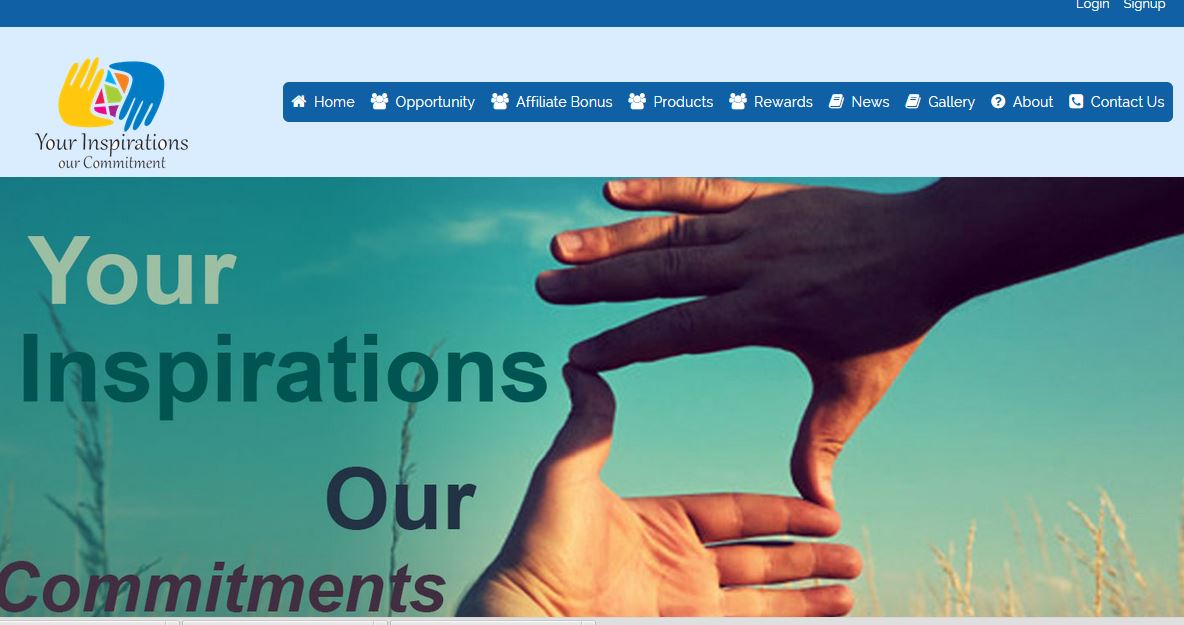 Login Signup
Your Inspirations
our Commitment
Home Opportunity Affiliate Bonus Products Rewards News Gallery About Contact Us
Your
Inspirations
Our
Commitments